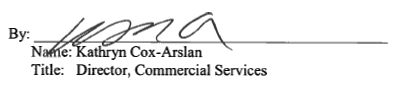 By:
Name: Kathryn Cox-Arslan
Title: Director, Commercial Services